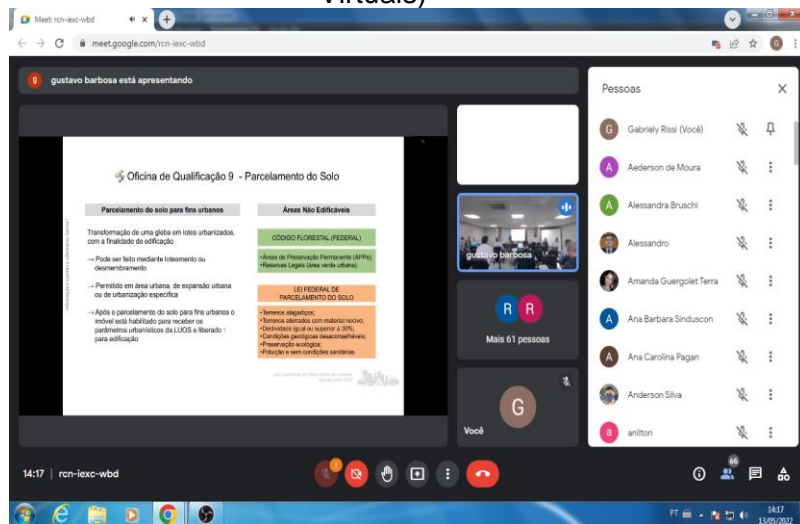 Virtuais)
Meet: rcn-iexc-wbd
meet.google.com/rcn-iexc-wbd
G
g
gustavo barbosa está apresentando
Oficina de Qualificação 9 - Parcelamento do Solo
Parcelamento do solo para fins urbanos
Transformação de uma gleba em lotes urbanizados,
com a finalidade de edificação
→ Pode ser feito mediante loteamento ou
desmembramento
→ Permitido em área urbana, de expansão urbana
ou de urbanização específica
→ Após o parcelamento do solo para fins urbanos o
imóvel está habilitado para receber os
parâmetros urbanísticos da LUOS e liberado
para edificação
Áreas Não Edificáveis
CÓDIGO FLORESTAL (FEDERAL)
•Áreas de Preservação Permanente (APPs);
•Reservas Legais (área verde urbana).
LEI FEDERAL DE
PARCELAMENTO DO SOLO
•Terrenos alagadiços;
•Terrenos aterrados com material nocivo;
•Declividade igual ou superior a 30%;
•Condições geológicas desaconselháveis;
•Preservação ecológica;
•Poluição e sem condições sanitárias.
gustavo barbosa
R R
Mais 61 pessoas
G
Você
Pessoas
G Gabriely Rissi (Você)
A Aederson de Moura
A Alessandra Bruschi
Alessandro
Amanda Guergolet Terra
A Ana Barbara Sinduscon
A Ana Carolina Pagan
Anderson Silva
a anilton
14:17 | rcn-iexc-wbd
65
PT
14:17
13/05/2022